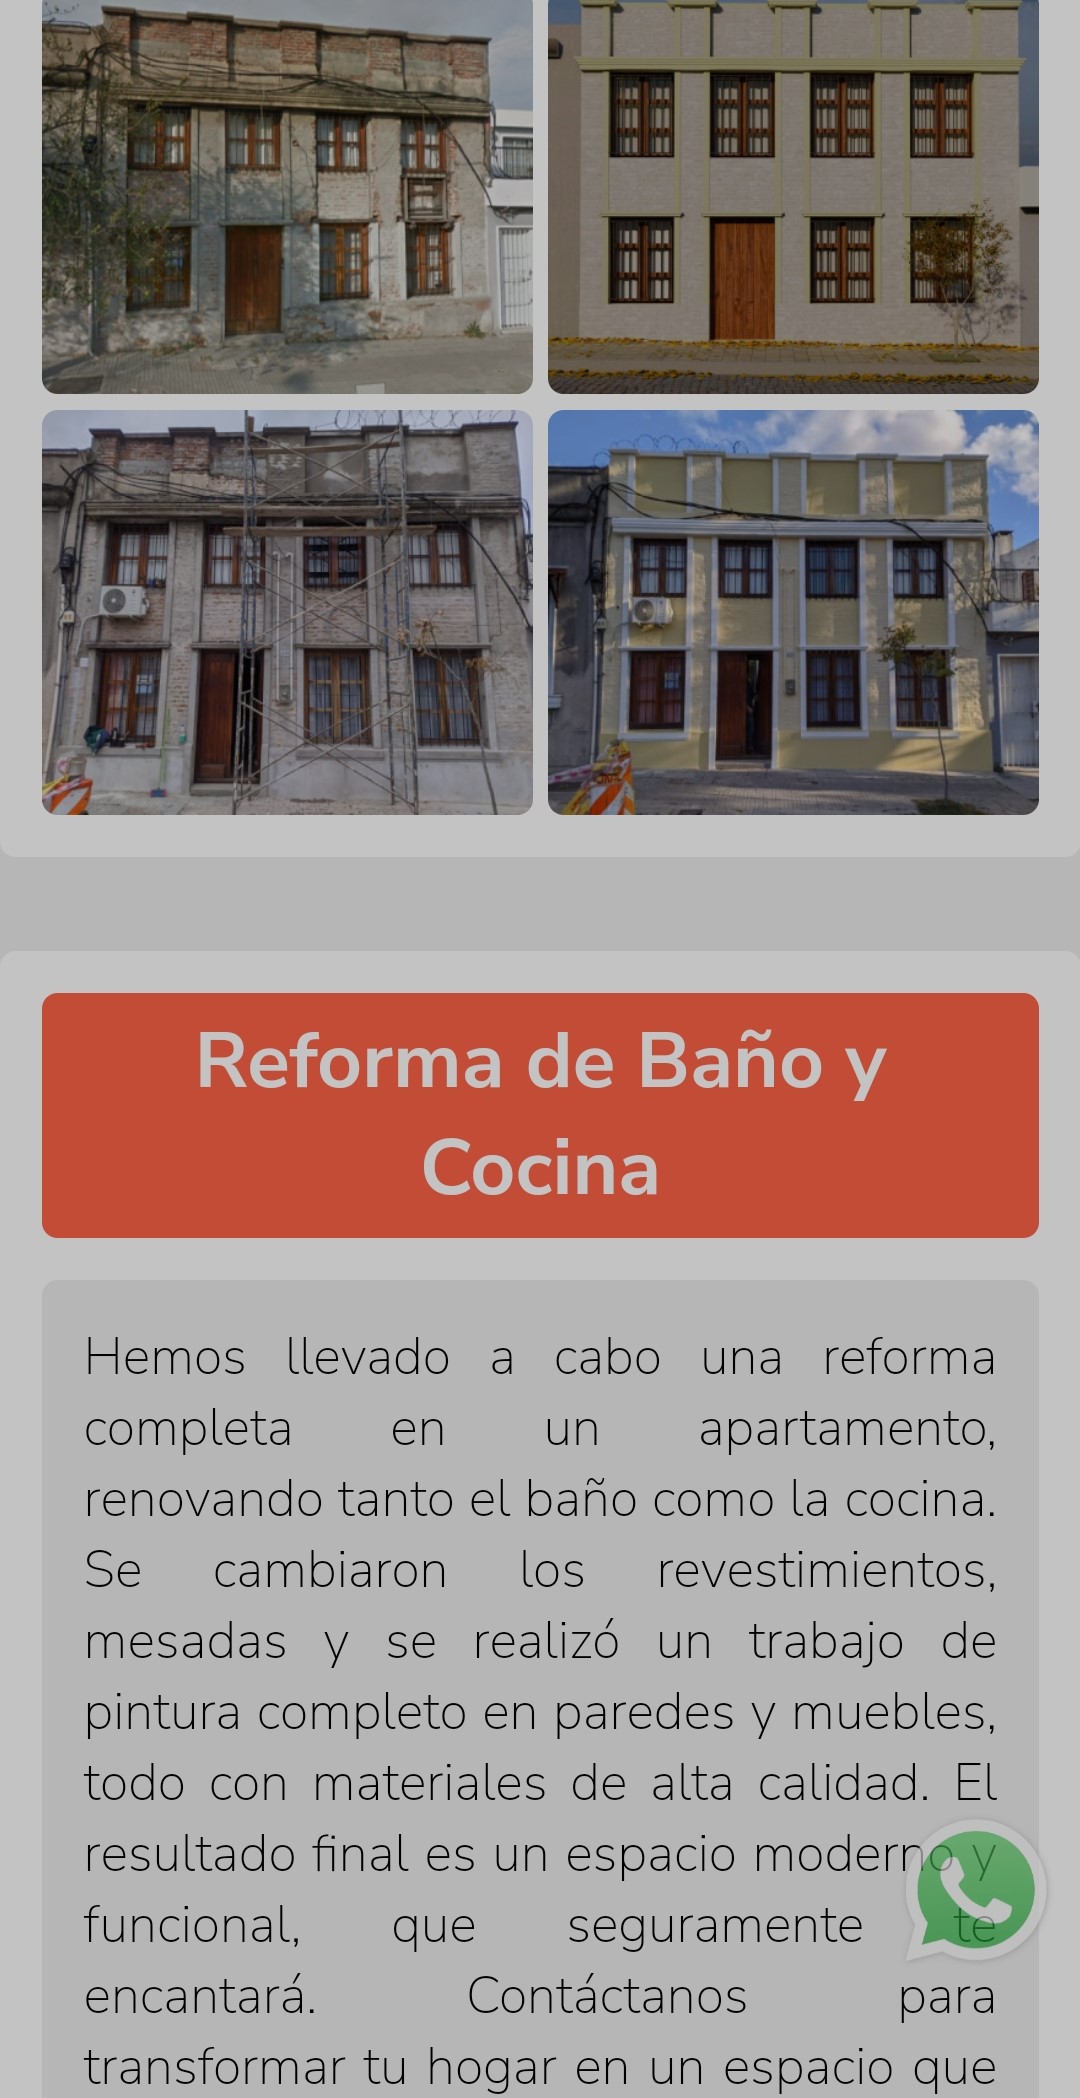 Reforma de Baño y
Cocina
Hemos llevado a cabo una reforma
completa en un apartamento,
renovando tanto el baño como la cocina.
Se cambiaron los revestimientos,
mesadas y se realizó un trabajo de
pintura completo en paredes y muebles,
todo con materiales de alta calidad. El
resultado final es un espacio moderno y
funcional, que seguramente te
encantará. Contáctanos para
transformar tu hogar en un espacio que